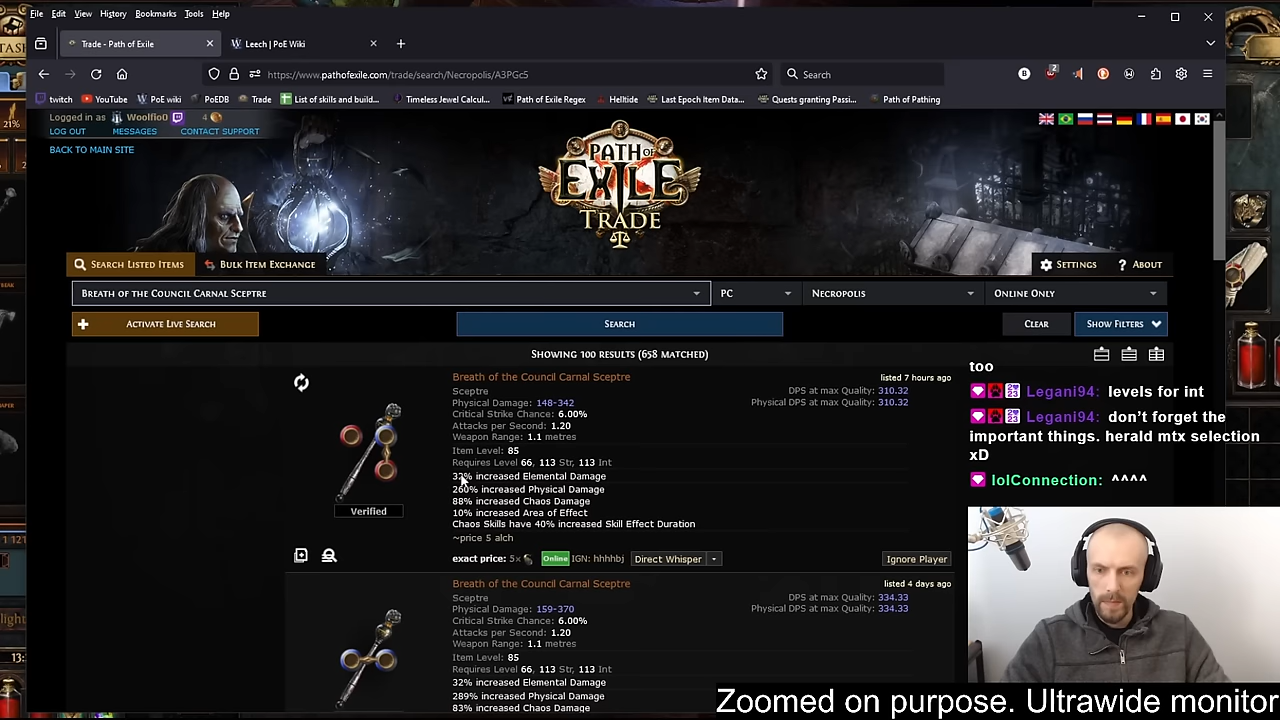 File Edit View History Bookmarks Tools Help
Trade - Path of Exile
Leech | PoE Wiki
https://www.pathofexile.com/trade/search/Necropolis/A3PGc5
Search
2
twitch YouTube PoE wiki PoEDB Trade List of skills and build... Timeless Jewel Calcul... Path of Exile Regex Helltide Last Epoch Item Data... Quests granting Passi... Path of Pathing
21%
Logged in as Woolfio0 4
LOG OUT MESSAGES CONTACT SUPPORT
BACK TO MAIN SITE
PATH OF
EXILE
TRADE
SEARCH LISTED ITEMS BULK ITEM EXCHANGE
SETTINGS ? ABOUT
BREATH OF THE COUNCIL CARNAL SCEPTRE PC NECROPOLIS ONLINE ONLY
ACTIVATE LIVE SEARCH SEARCH CLEAR SHOW FILTERS
SHOWING 100 RESULTS (658 MATCHED)
Breath of the Council Carnal Sceptre listed 7 hours ago
Sceptre DPS at max Quality: 310.32
Physical Damage: 148-342 Physical DPS at max Quality: 310.32
Critical Strike Chance: 6.00%
Attacks per Second: 1.20
Weapon Range: 1.1 metres
Item Level: 85
Requires Level 66, 113 Str, 113 Int
32% increased Elemental Damage
260% increased Physical Damage
88% increased Chaos Damage
10% increased Area of Effect
Chaos Skills have 40% increased Skill Effect Duration
~price 5 alch
Verified
exact price: 5× Online IGN: hhhhbj Direct Whisper Ignore Player
Breath of the Council Carnal Sceptre listed 4 days ago
Sceptre DPS at max Quality: 334.33
Physical Damage: 159-370 Physical DPS at max Quality: 334.33
Critical Strike Chance: 6.00%
Attacks per Second: 1.20
Weapon Range: 1.1 metres
Item Level: 85
Requires Level 66, 113 Str, 113 Int
32% increased Elemental Damage
289% increased Physical Damage
83% increased Chaos Damage
too
Legani94: levels for int
Legani94: don't forget the
important things. herald mtx selection
xD
lolConnection: ^^^^
Zoomed on purpose. Ultrawide monitor